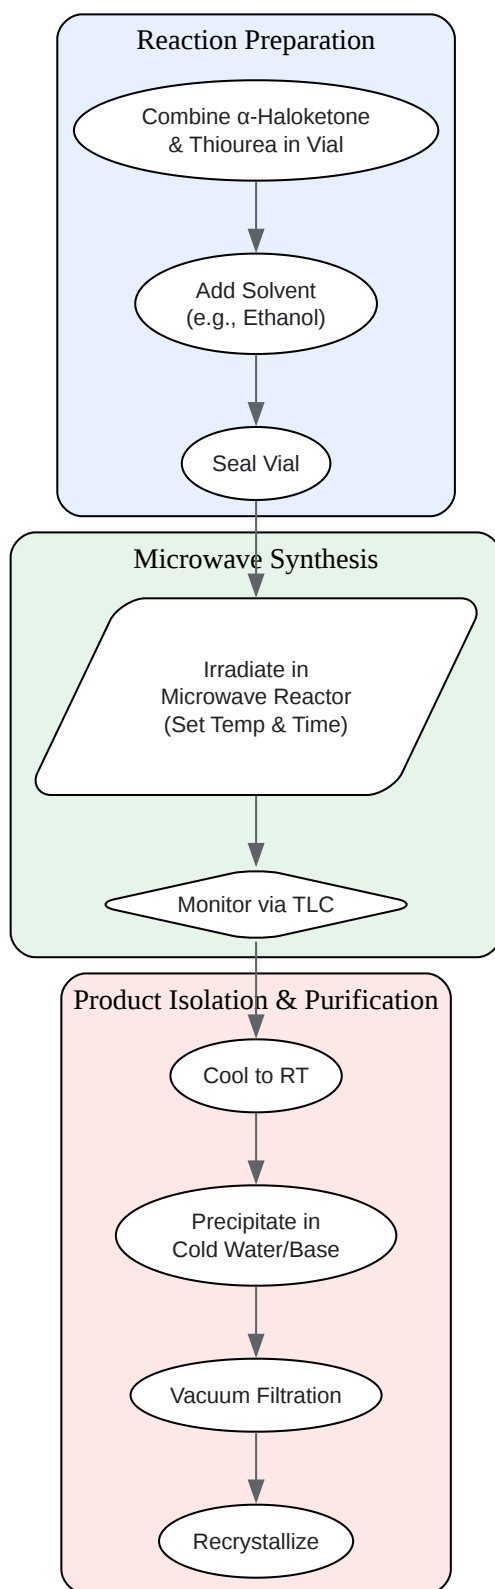 Reaction Preparation
Combine α-Haloketone
& Thiourea in Vial
Add Solvent
(e.g., Ethanol)
Seal Vial
Microwave Synthesis
Irradiate in
Microwave Reactor
(Set Temp & Time)
Monitor via TLC
Product Isolation & Purification
Cool to RT
Precipitate in
Cold Water/Base
Vacuum Filtration
Recrystallize